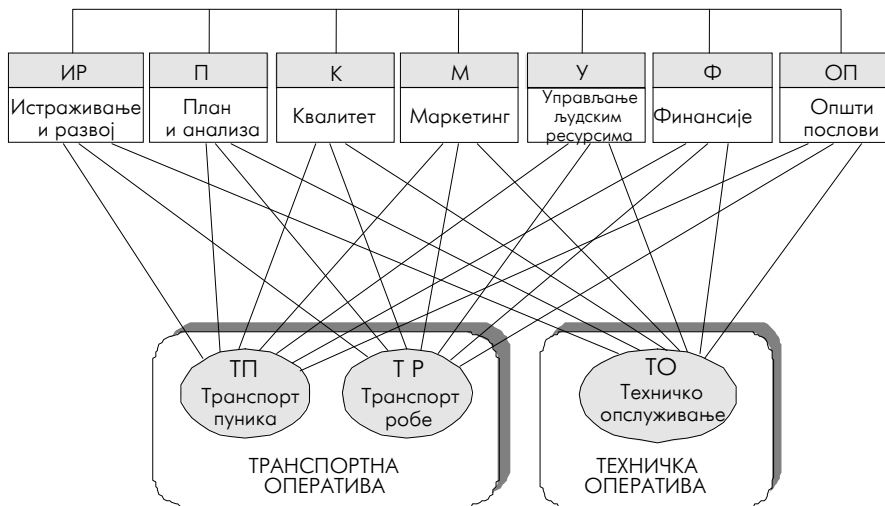 ИР
П
К
М
У
Ф
ОП
Истраживање
и развој
План
и анализа
Квалитет
Маркетинг
Управљање
људским
ресурсима
Финансије
Општи
послови
ТП
Транспорт
пуника
Т Р
Транспорт
робе
ТО
Техничко
опслуживање
ТРАНСПОРТНА
ОПЕРАТИВА
ТЕХНИЧКА
ОПЕРАТИВА